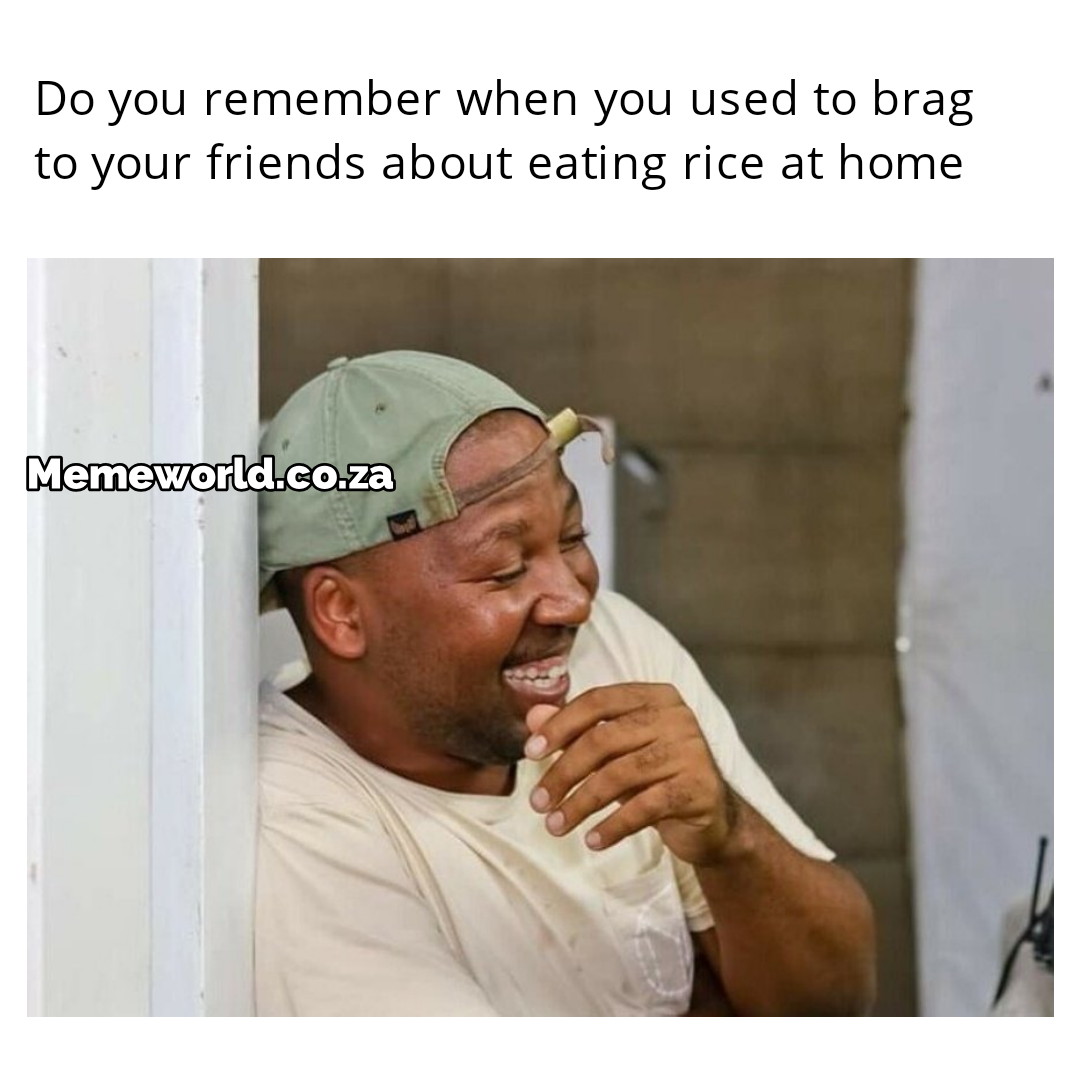 Do you remember when you used to brag
to your friends about eating rice at home
Memeworld.co.za